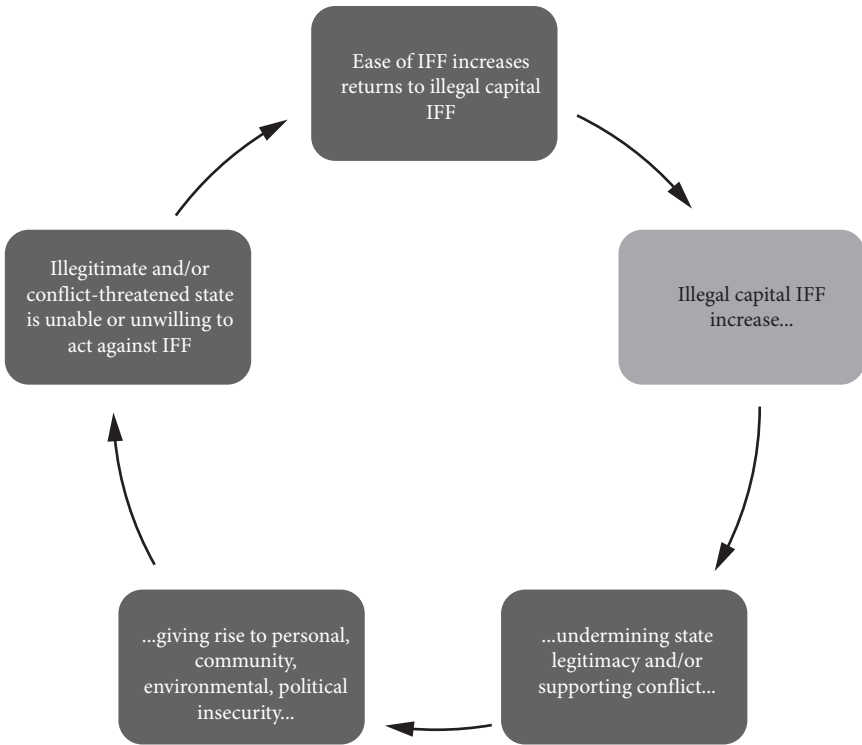 Ease of IFF increases
returns to illegal capital
IFF
Illegal capital IFF
increase...
...undermining state
legitimacy and/or
supporting conflict...
...giving rise to personal,
community,
environmental, political
insecurity...
Illegitimate and/or
conflict-threatened state
is unable or unwilling to
act against IFF